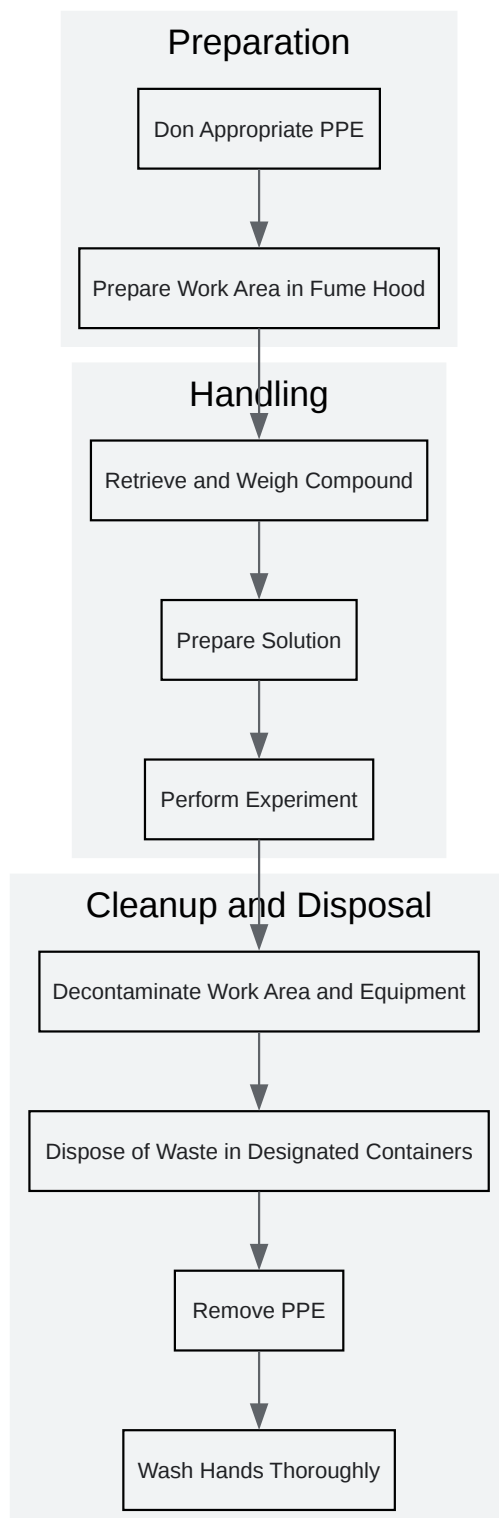 Preparation
Don Appropriate PPE
Prepare Work Area in Fume Hood
Handling
Retrieve and Weigh Compound
Prepare Solution
Perform Experiment
Cleanup and Disposal
Decontaminate Work Area and Equipment
Dispose of Waste in Designated Containers
Remove PPE
Wash Hands Thoroughly